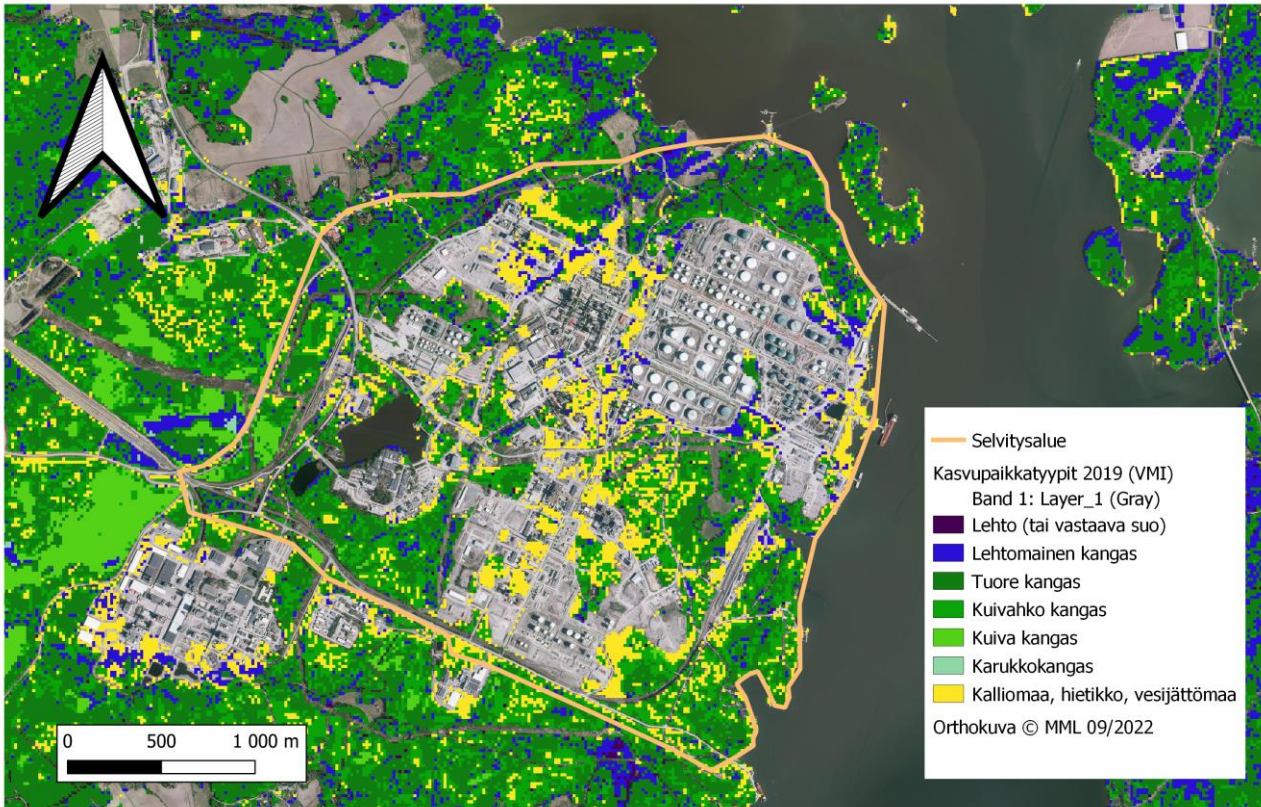 Selvitysalue
Kasvupaikkatyypit 2019 (VMI)
Band 1: Layer_1 (Gray)
Lehto (tai vastaava suo)
Lehtomainen kangas
Tuore kangas
Kuivahko kangas
Kuiva kangas
Karukkokangas
Kalliomaa, hietikko, vesijättömaa
Orthokuva © MML 09/2022
0 500 1 000 m